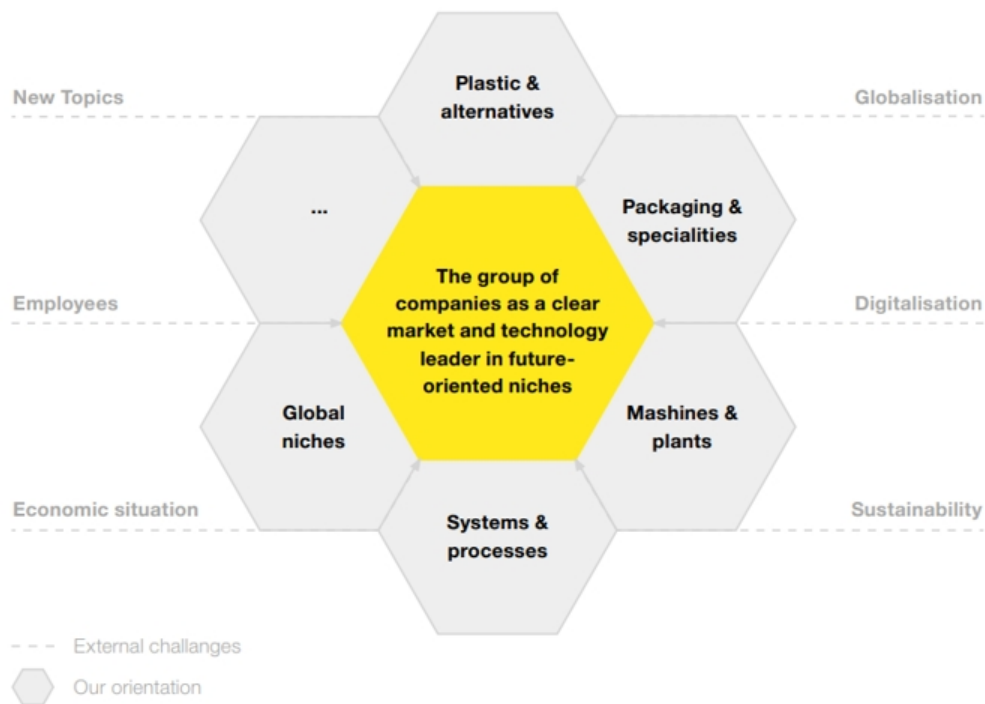 Plastic &
alternatives
New Topics
Globalisation
...
Packaging &
specialities
The group of
companies as a clear
market and technology
leader in future-
oriented niches
Employees
Digitalisation
Global
niches
Mashines &
plants
Economic situation
Sustainability
Systems &
processes
External challanges
Our orientation